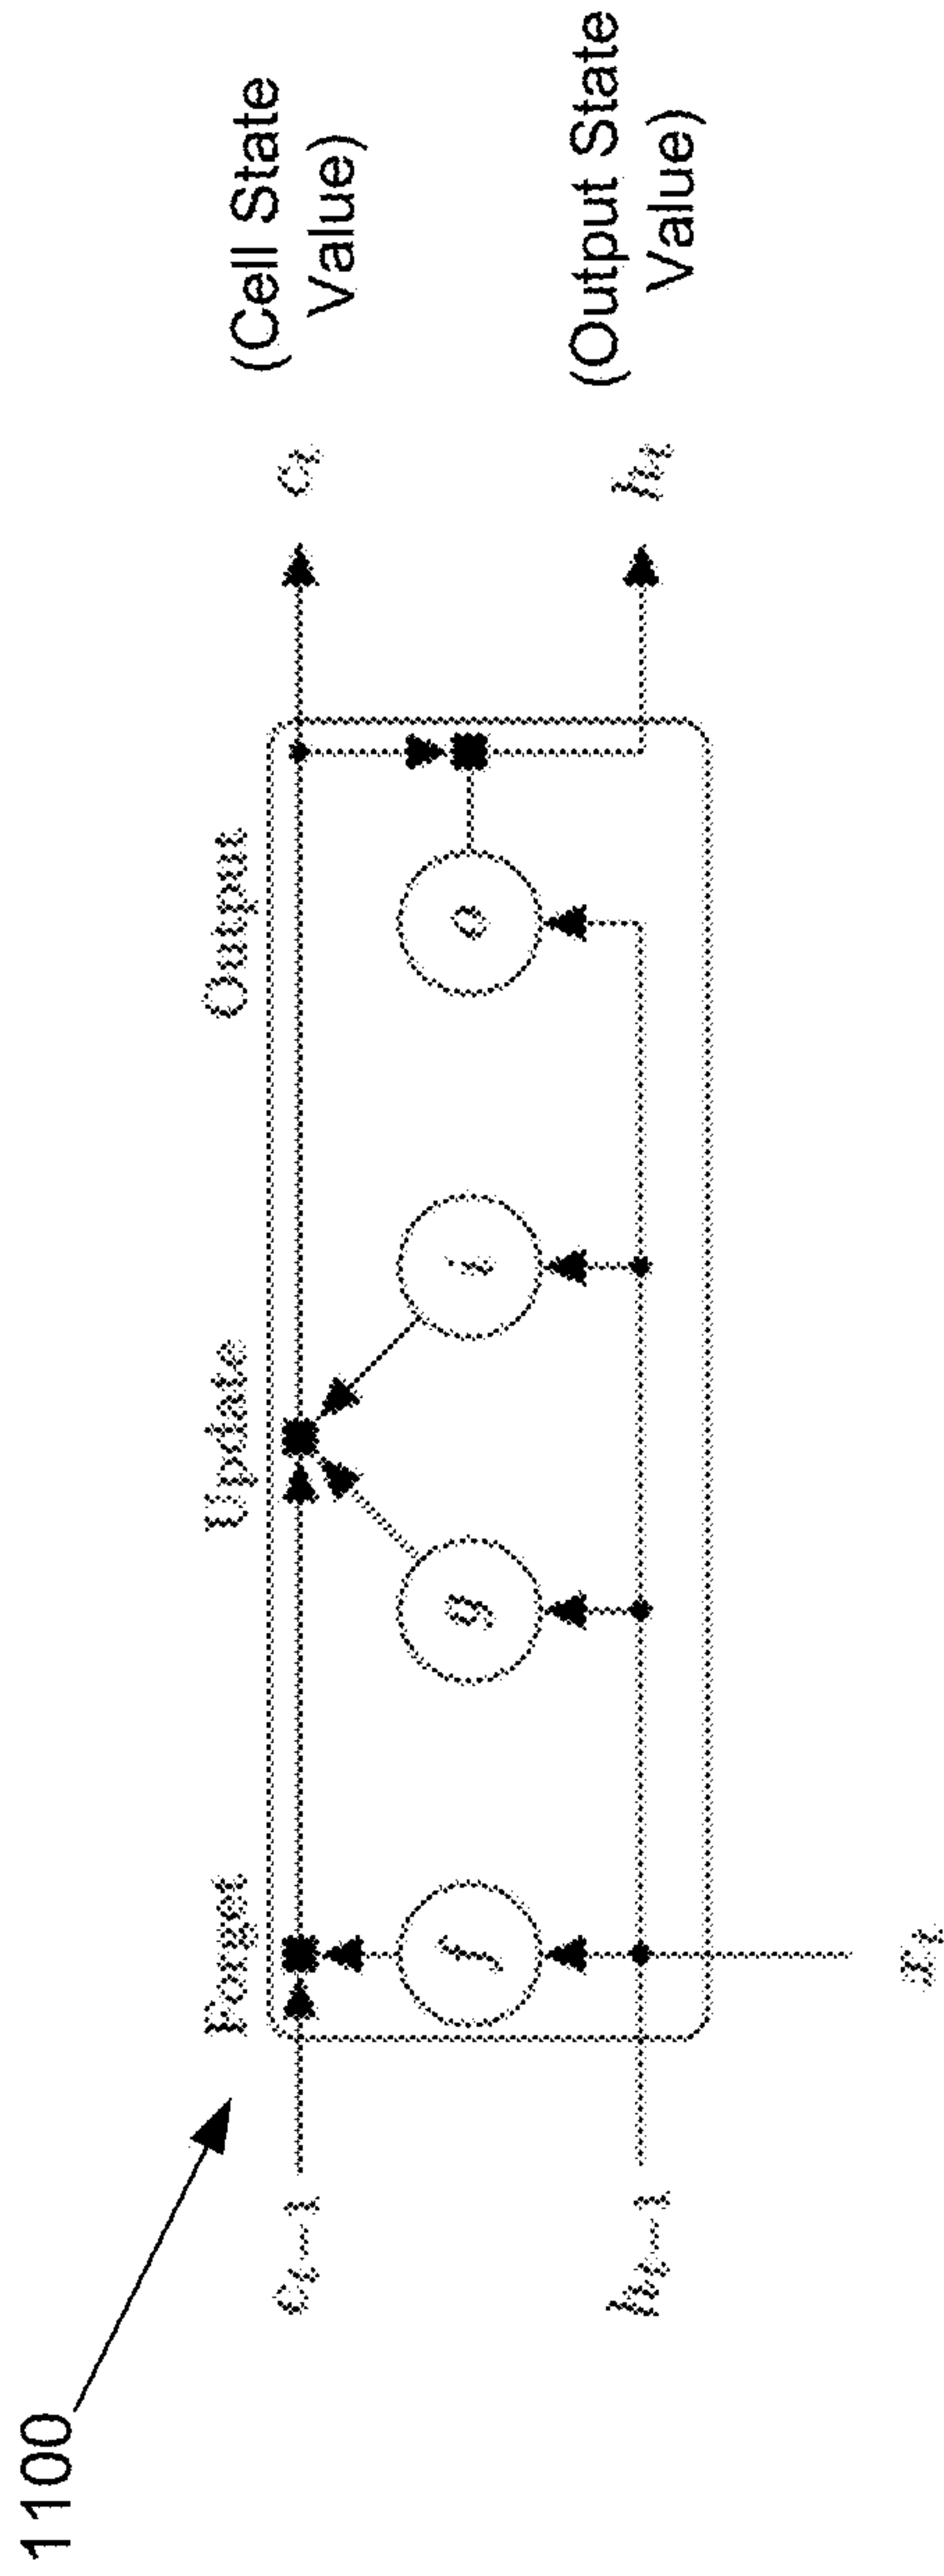 1100
Forget
Update
Output
c_{t-1}
f
g
i
o
c_t
(Cell State
Value)
h_{t-1}
h_t
(Output State
Value)
x_t